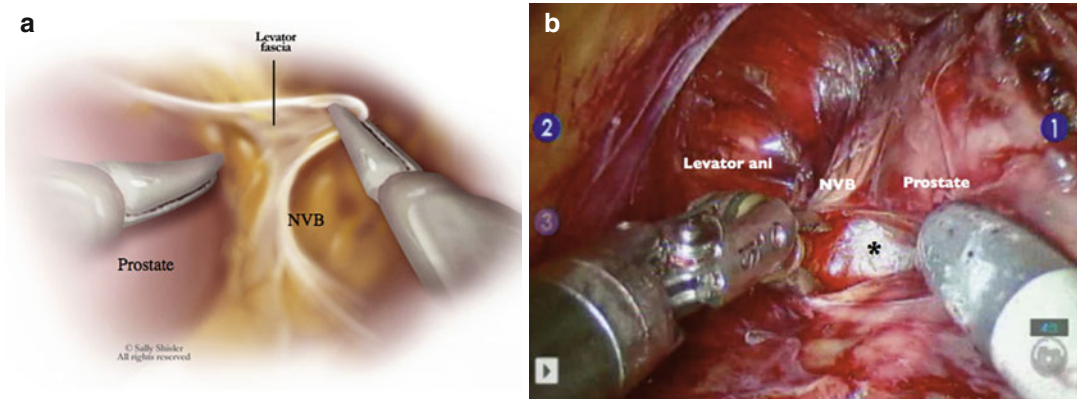 a
Levator
fascia
NVB
Prostate
© Sally Shisler
All rights reserved
b
2
1
Levator ani
NVB
Prostate
3
*